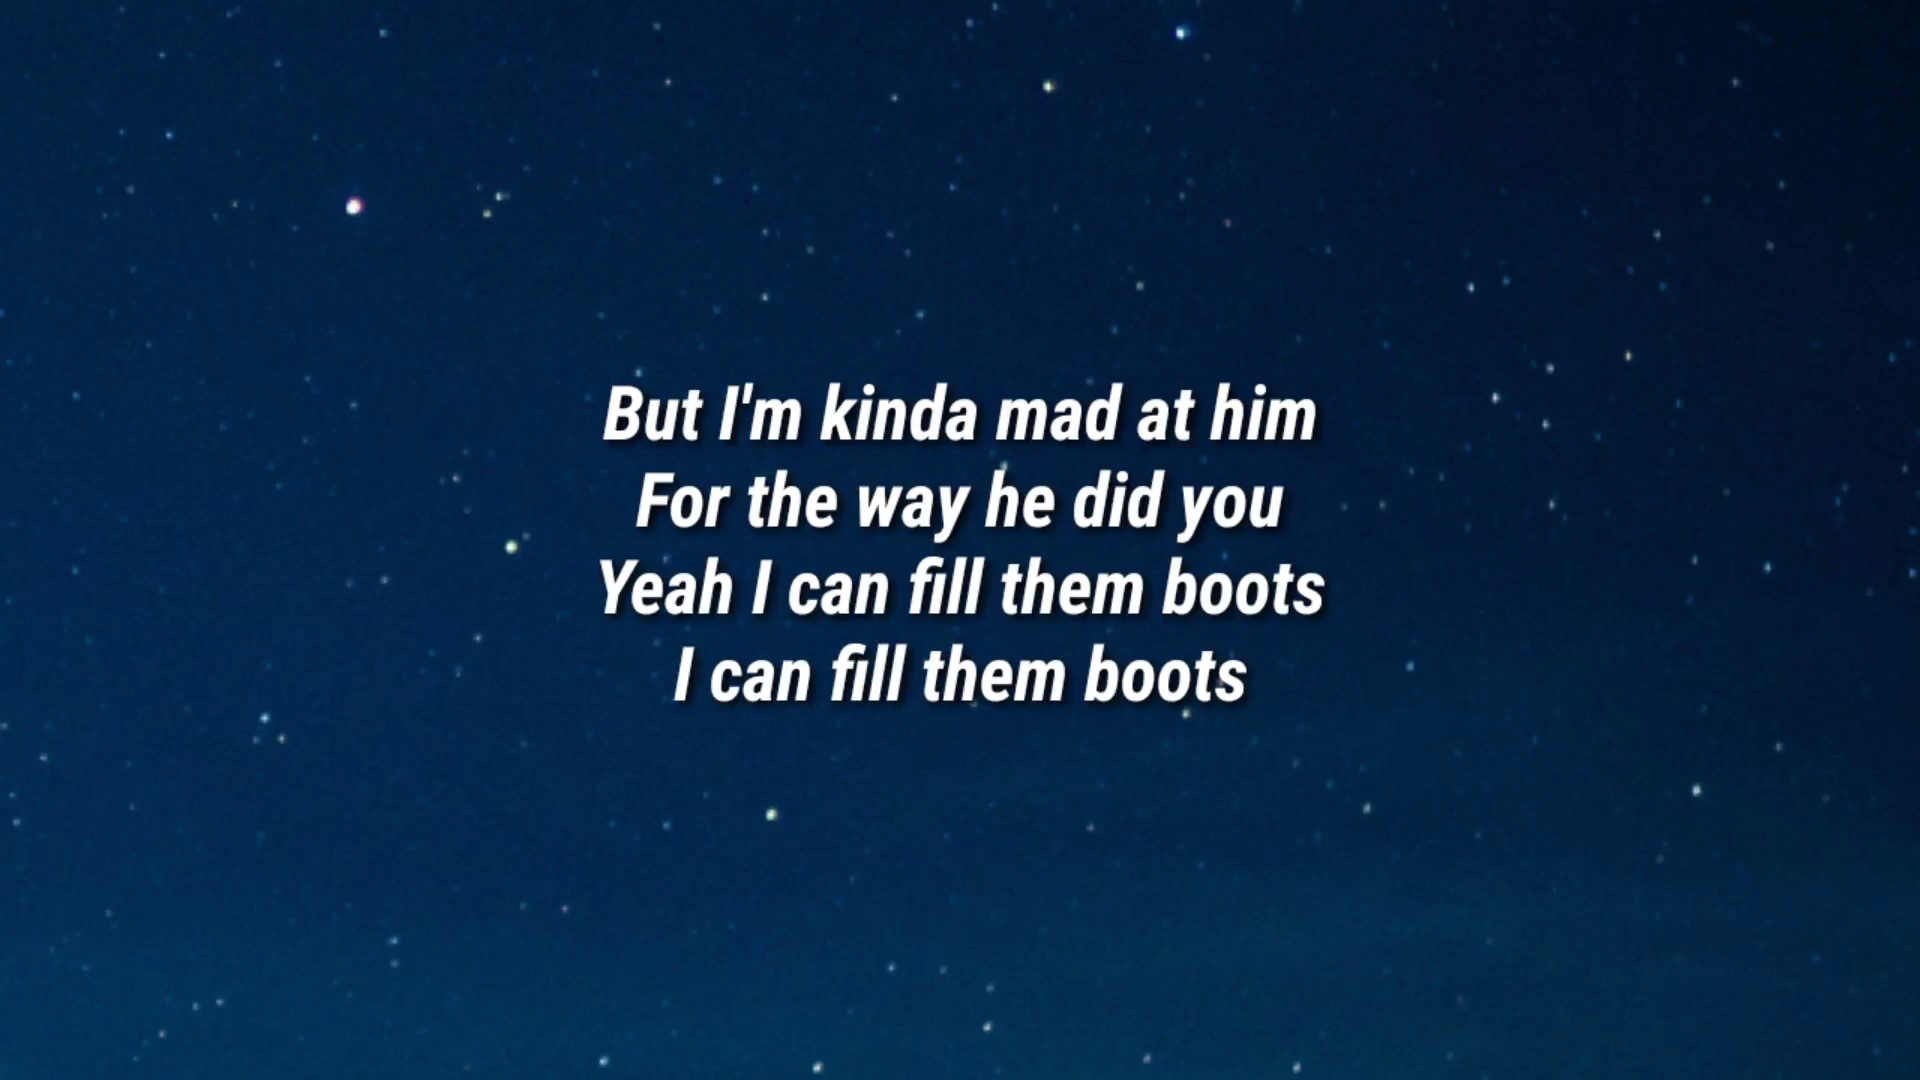 But I'm kinda mad at him
For the way he did you
Yeah I can fill them boots
I can fill them boots